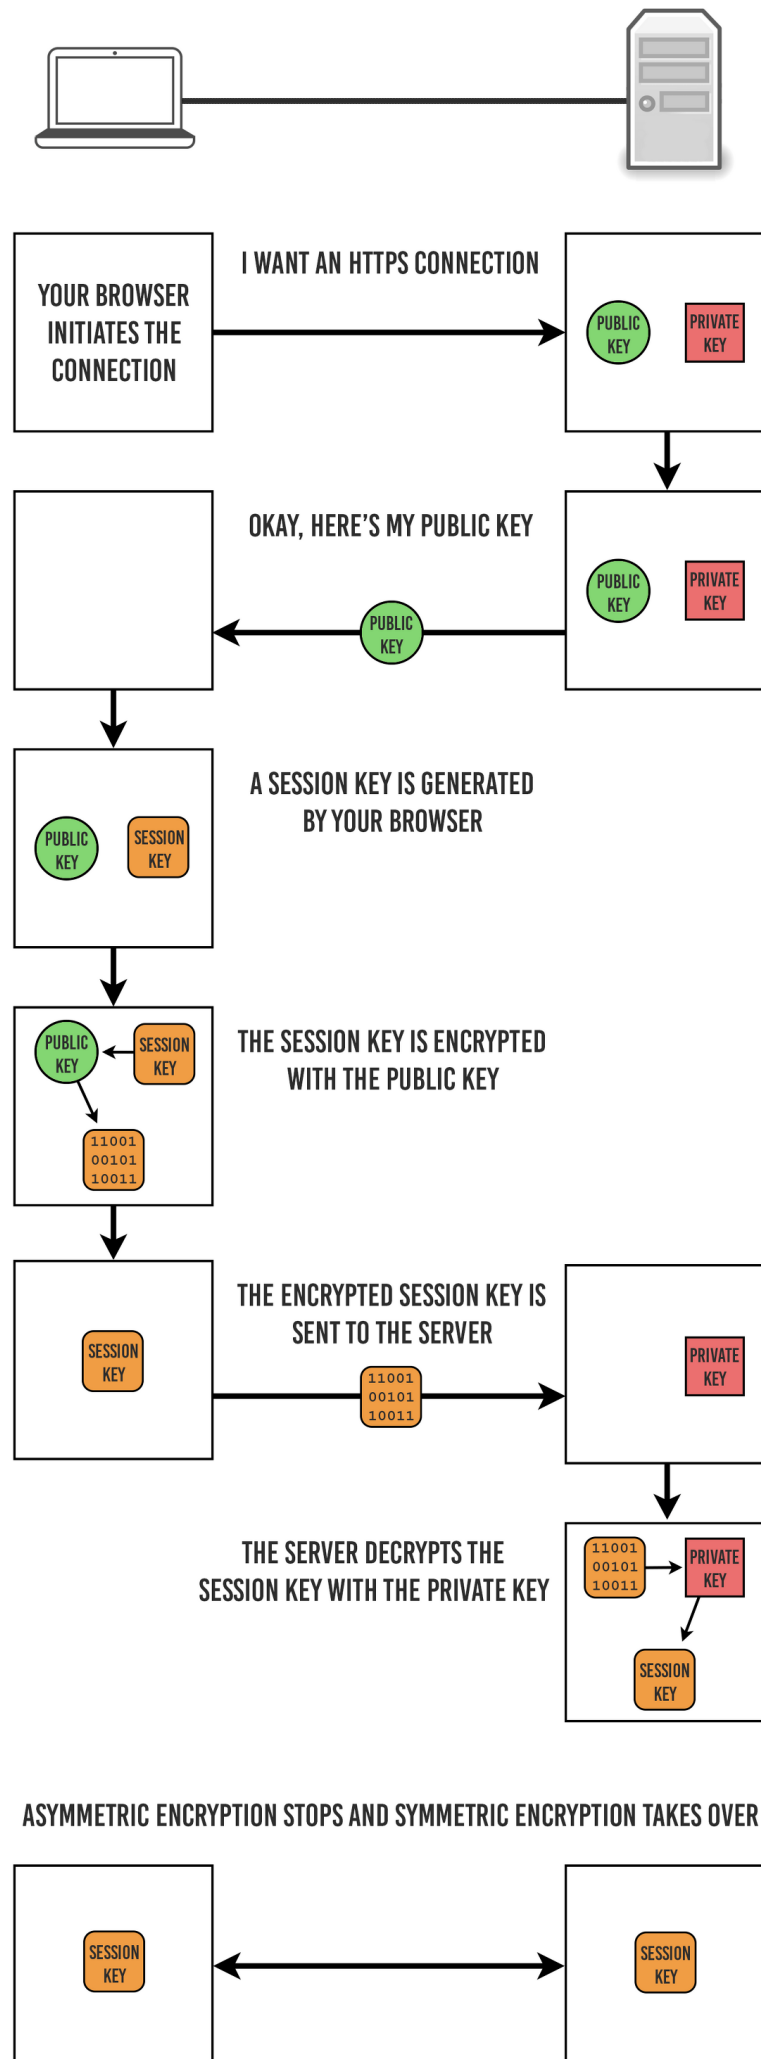 I WANT AN HTTPS CONNECTION
YOUR BROWSER
INITIATES THE
CONNECTION
PUBLIC
KEY
PRIVATE
KEY
OKAY, HERE'S MY PUBLIC KEY
PUBLIC
KEY
PRIVATE
KEY
PUBLIC
KEY
A SESSION KEY IS GENERATED
BY YOUR BROWSER
PUBLIC
KEY
SESSION
KEY
THE SESSION KEY IS ENCRYPTED
WITH THE PUBLIC KEY
PUBLIC
KEY
SESSION
KEY
11001
00101
10011
THE ENCRYPTED SESSION KEY IS
SENT TO THE SERVER
SESSION
KEY
11001
00101
10011
PRIVATE
KEY
THE SERVER DECRYPTS THE
SESSION KEY WITH THE PRIVATE KEY
11001
00101
10011
PRIVATE
KEY
SESSION
KEY
ASYMMETRIC ENCRYPTION STOPS AND SYMMETRIC ENCRYPTION TAKES OVER
SESSION
KEY
SESSION
KEY